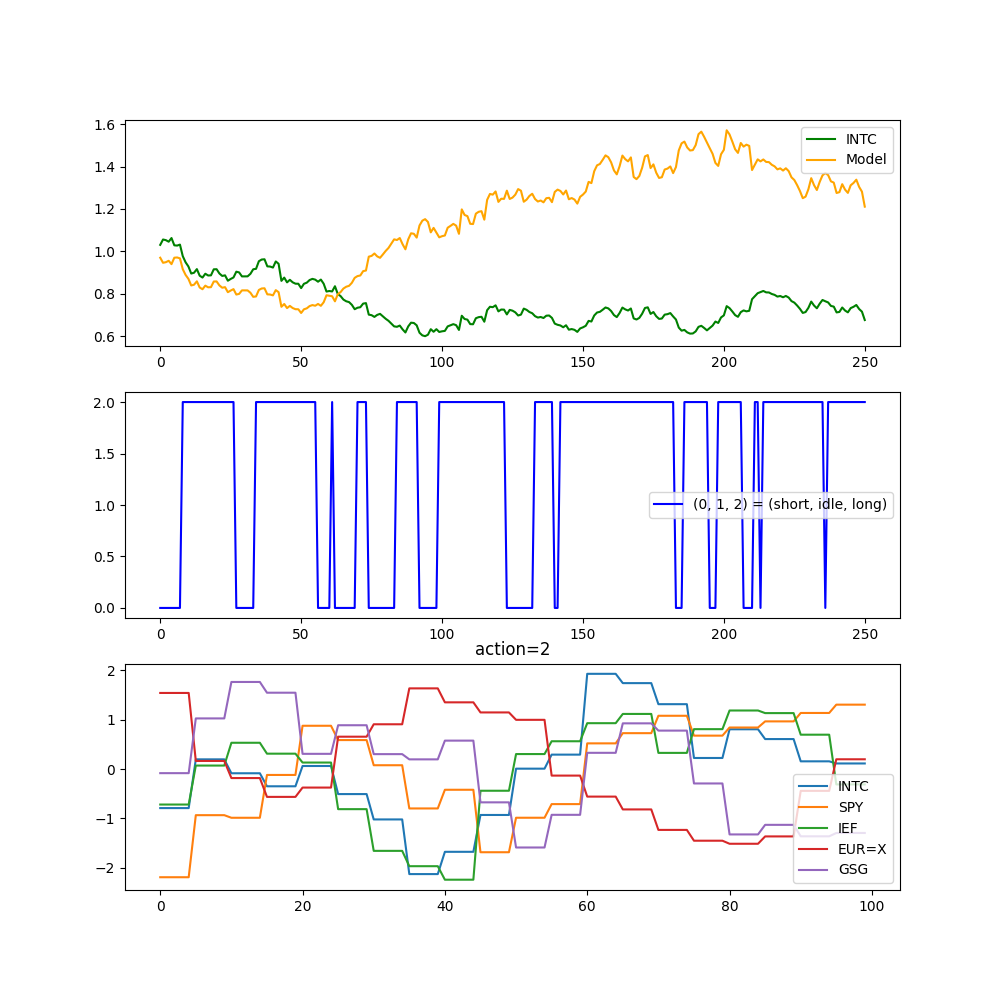 1.6
1.4
1.2
1.0
0.8
0.6
INTC
Model
0 50 100 150 200 250
2.0
1.5
1.0
0.5
0.0
(0, 1, 2) = (short, idle, long)
0 50 100 150 200 250
action=2
2
1
0
−1
−2
INTC
SPY
IEF
EUR=X
GSG
0 20 40 60 80 100